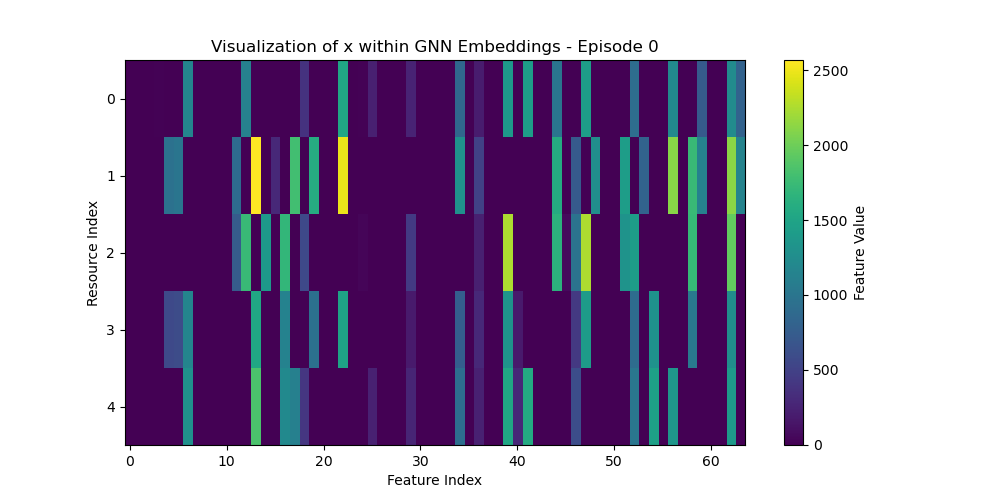 Visualization of x within GNN Embeddings - Episode 0
Resource Index
0
1
2
3
4
0 10 20 30 40 50 60
Feature Index
2500
2000
1500
1000
500
0
Feature Value